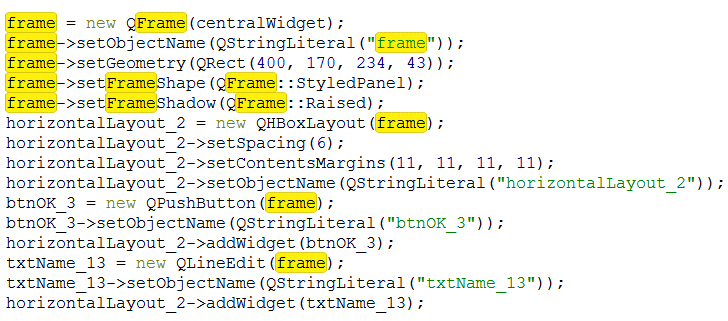 frame = new QFrame(centralWidget);
frame->setObjectName(QStringLiteral("frame"));
frame->setGeometry(QRect(400, 170, 234, 43));
frame->setFrameShape(QFrame::StyledPanel);
frame->setFrameShadow(QFrame::Raised);
horizontalLayout_2 = new QHBoxLayout(frame);
horizontalLayout_2->setSpacing(6);
horizontalLayout_2->setContentsMargins(11, 11, 11, 11);
horizontalLayout_2->setObjectName(QStringLiteral("horizontalLayout_2"));
btnOK_3 = new QPushButton(frame);
btnOK_3->setObjectName(QStringLiteral("btnOK_3"));
horizontalLayout_2->addWidget(btnOK_3);
txtName_13 = new QLineEdit(frame);
txtName_13->setObjectName(QStringLiteral("txtName_13"));
horizontalLayout_2->addWidget(txtName_13);